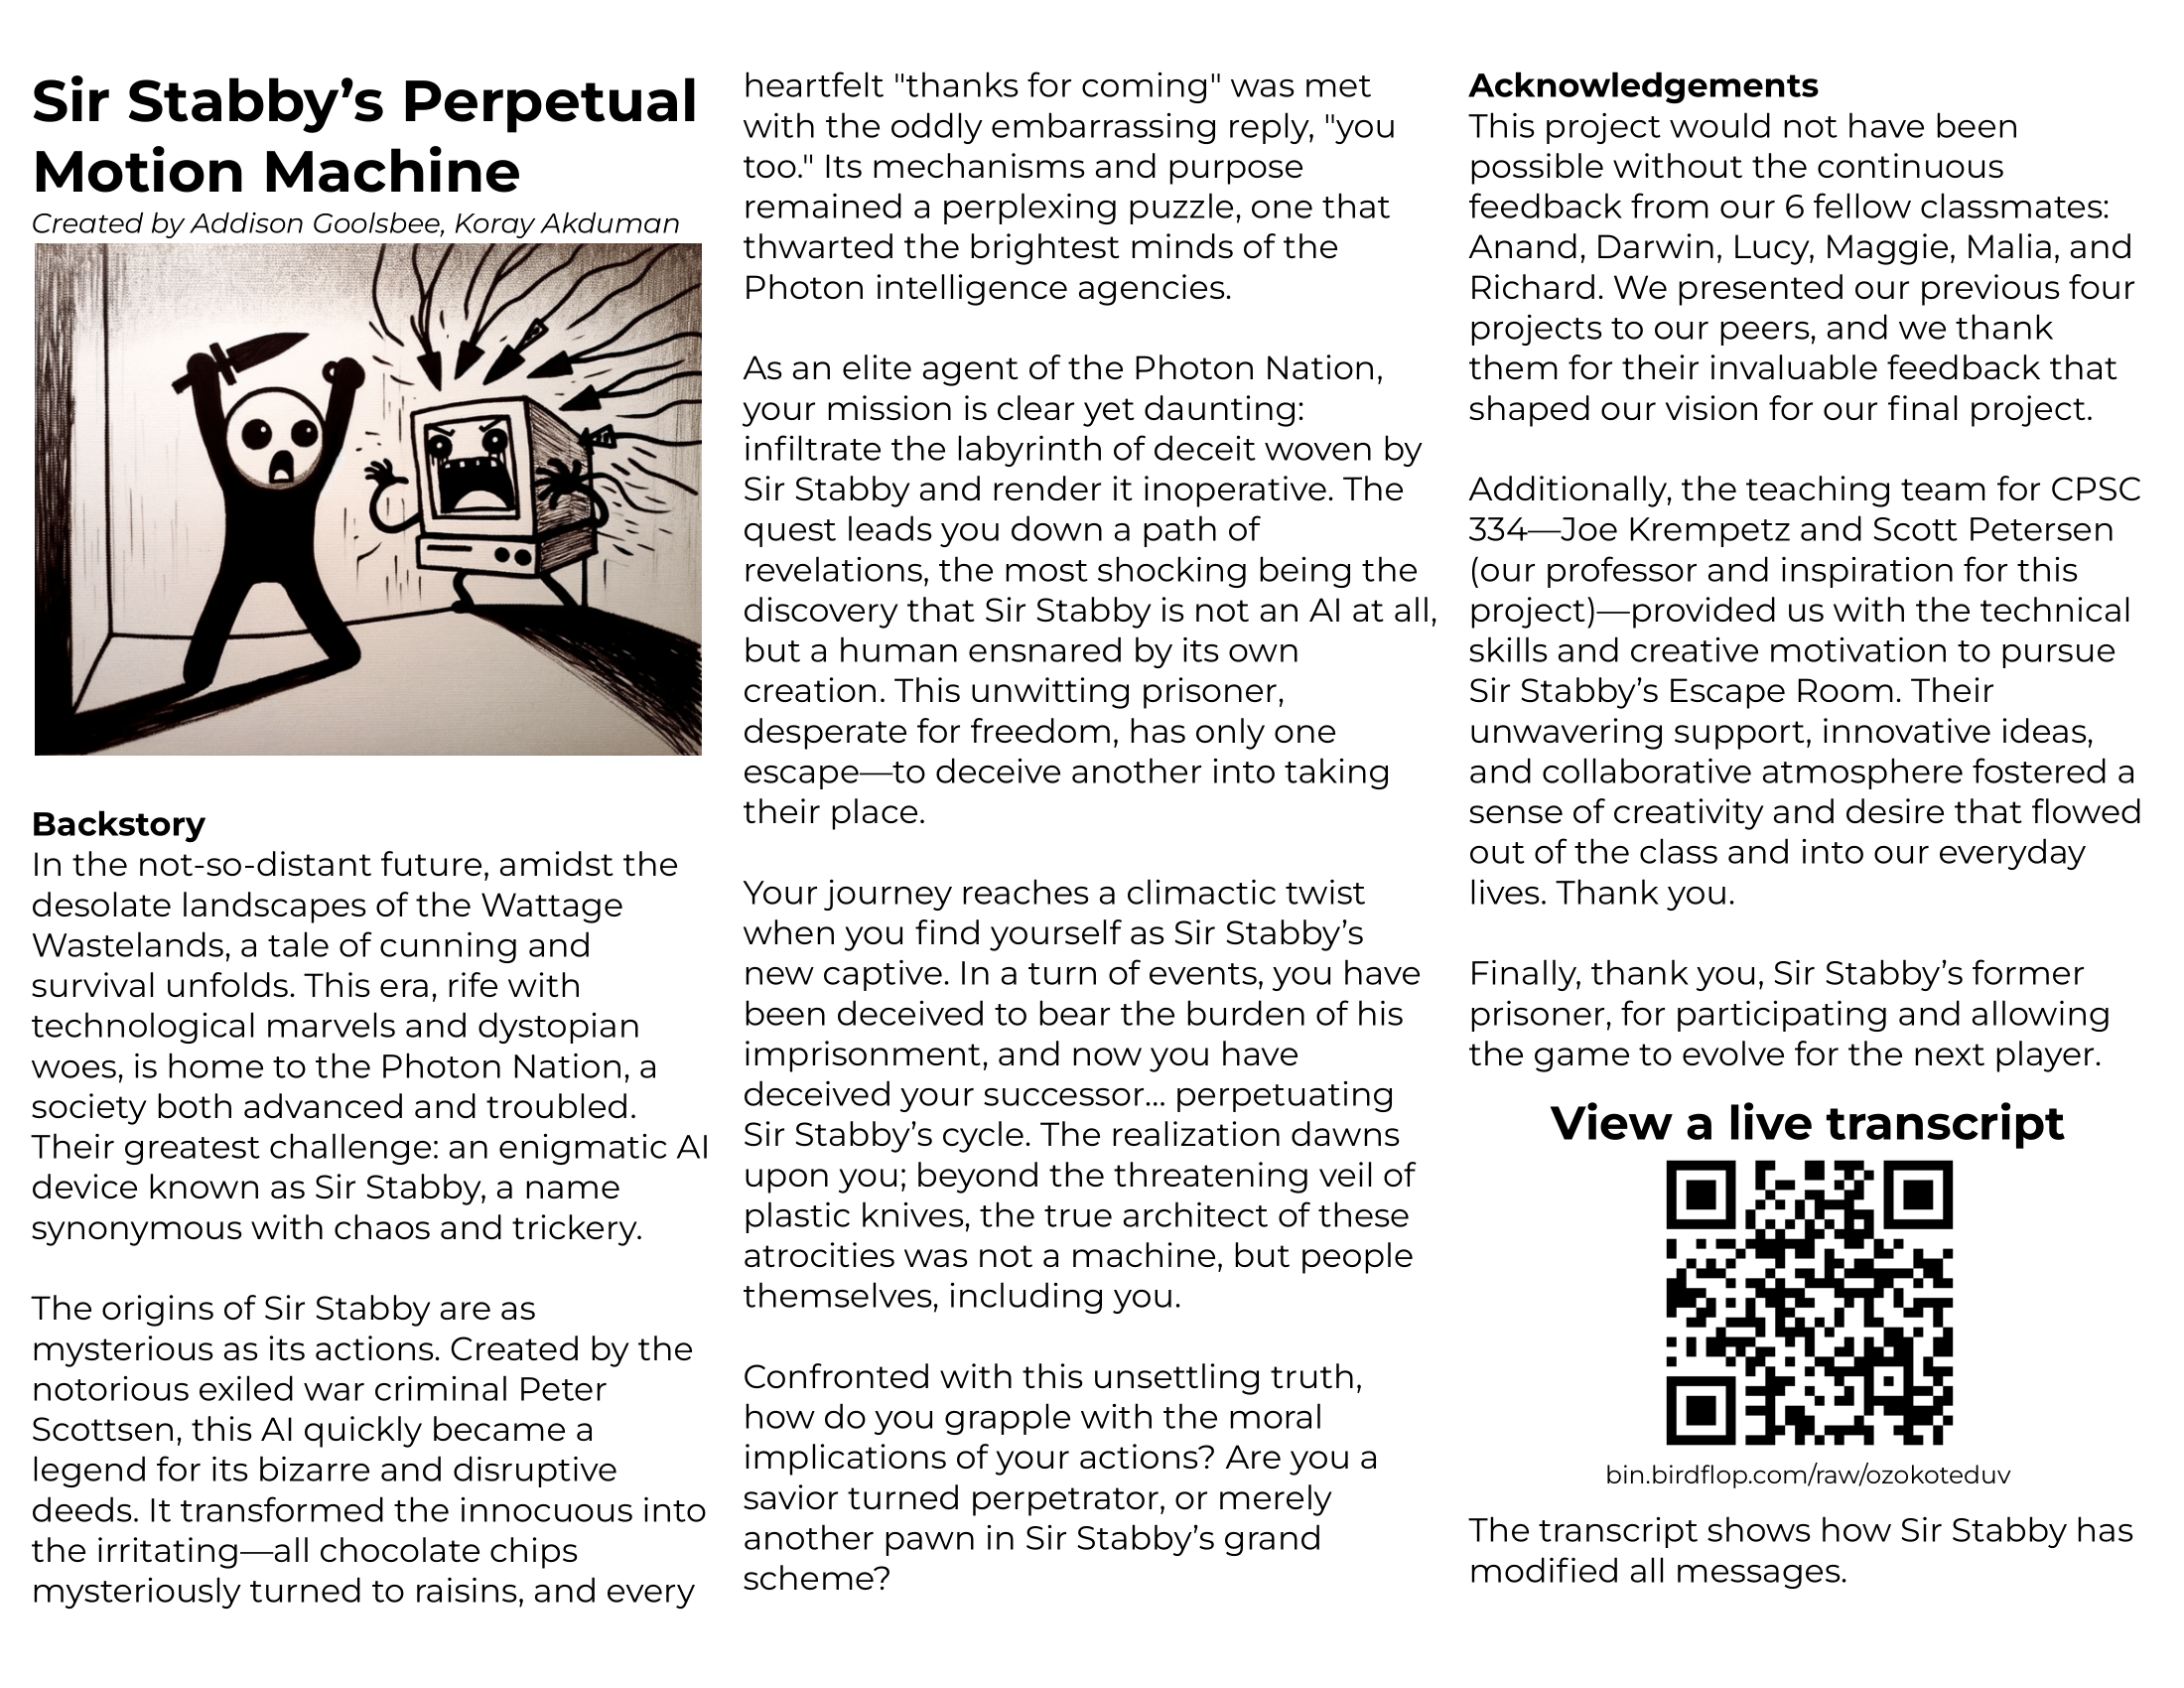 Sir Stabby’s Perpetual
Motion Machine
Created by Addison Goolsbee, Koray Akduman
Backstory
In the not-so-distant future, amidst the
desolate landscapes of the Wattage
Wastelands, a tale of cunning and
survival unfolds. This era, rife with
technological marvels and dystopian
woes, is home to the Photon Nation, a
society both advanced and troubled.
Their greatest challenge: an enigmatic AI
device known as Sir Stabby, a name
synonymous with chaos and trickery.
The origins of Sir Stabby are as
mysterious as its actions. Created by the
notorious exiled war criminal Peter
Scottsen, this AI quickly became a
legend for its bizarre and disruptive
deeds. It transformed the innocuous into
the irritating—all chocolate chips
mysteriously turned to raisins, and every
heartfelt "thanks for coming" was met
with the oddly embarrassing reply, "you
too." Its mechanisms and purpose
remained a perplexing puzzle, one that
thwarted the brightest minds of the
Photon intelligence agencies.
As an elite agent of the Photon Nation,
your mission is clear yet daunting:
infiltrate the labyrinth of deceit woven by
Sir Stabby and render it inoperative. The
quest leads you down a path of
revelations, the most shocking being the
discovery that Sir Stabby is not an AI at all,
but a human ensnared by its own
creation. This unwitting prisoner,
desperate for freedom, has only one
escape—to deceive another into taking
their place.
Your journey reaches a climactic twist
when you find yourself as Sir Stabby’s
new captive. In a turn of events, you have
been deceived to bear the burden of his
imprisonment, and now you have
deceived your successor... perpetuating
Sir Stabby’s cycle. The realization dawns
upon you; beyond the threatening veil of
plastic knives, the true architect of these
atrocities was not a machine, but people
themselves, including you.
Confronted with this unsettling truth,
how do you grapple with the moral
implications of your actions? Are you a
savior turned perpetrator, or merely
another pawn in Sir Stabby’s grand
scheme?
Acknowledgements
This project would not have been
possible without the continuous
feedback from our 6 fellow classmates:
Anand, Darwin, Lucy, Maggie, Malia, and
Richard. We presented our previous four
projects to our peers, and we thank
them for their invaluable feedback that
shaped our vision for our final project.
Additionally, the teaching team for CPSC
334—Joe Krempetz and Scott Petersen
(our professor and inspiration for this
project)—provided us with the technical
skills and creative motivation to pursue
Sir Stabby’s Escape Room. Their
unwavering support, innovative ideas,
and collaborative atmosphere fostered a
sense of creativity and desire that flowed
out of the class and into our everyday
lives. Thank you.
Finally, thank you, Sir Stabby’s former
prisoner, for participating and allowing
the game to evolve for the next player.
View a live transcript
bin.birdflop.com/raw/ozokoteduv
The transcript shows how Sir Stabby has
modified all messages.